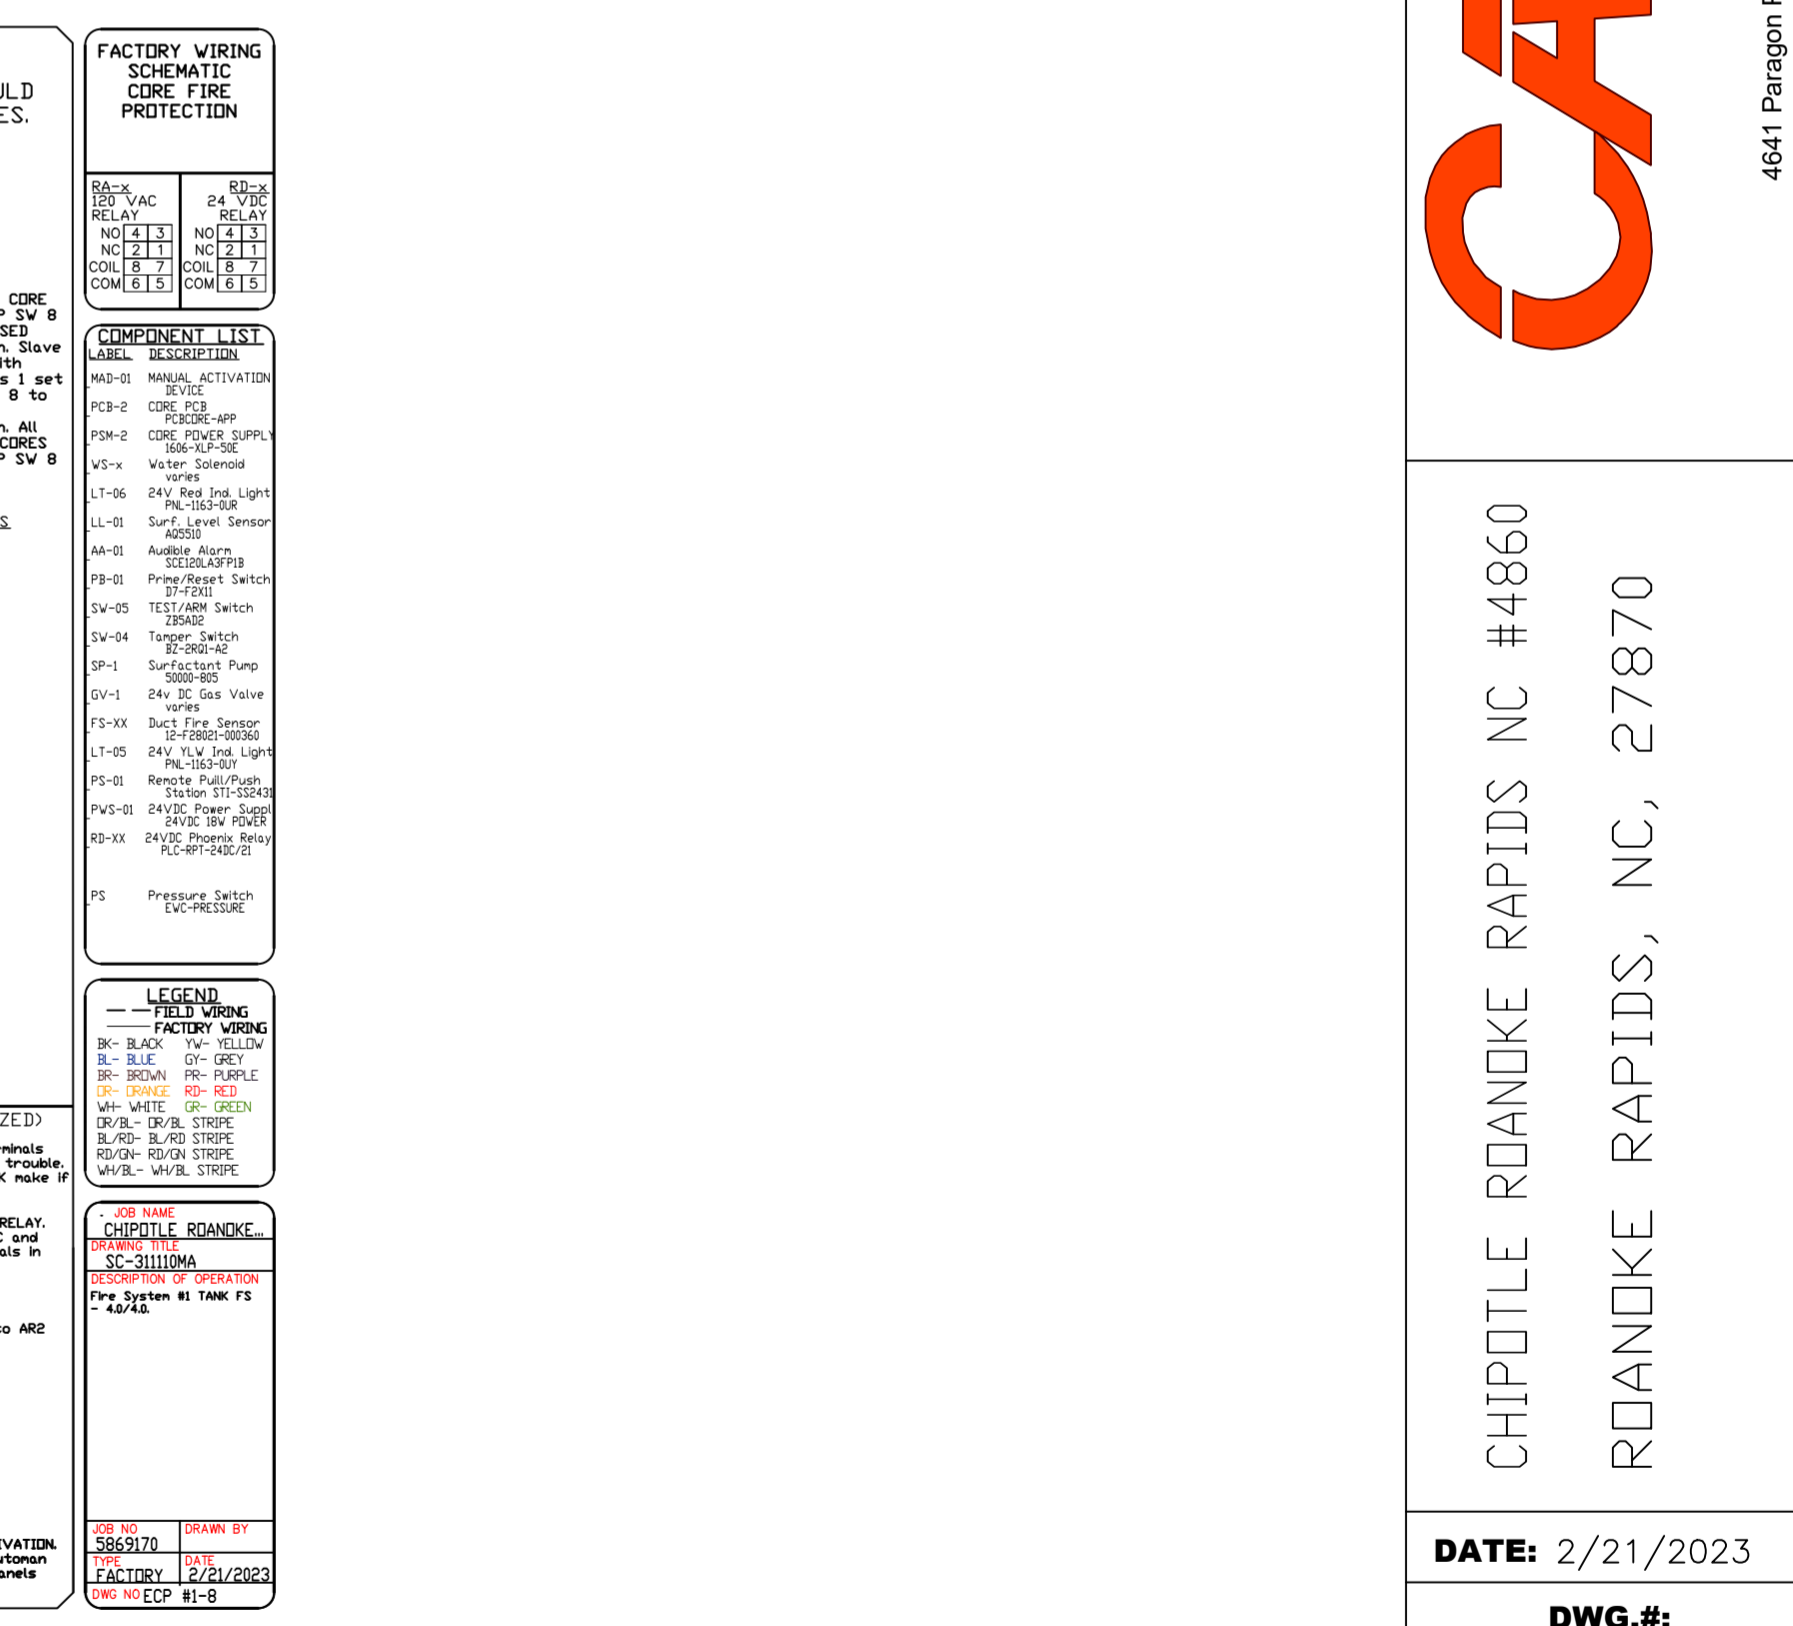 ULD
ES.
CORE
P SW 8
SED
n. Slave
ith
s 1 set
8 to
n. All
CORES
P SW 8
S
ZED)
minals
trouble.
K make if
RELAY.
C and
als in
to AR2
IVATION.
utoman
anels
FACTORY WIRING
SCHEMATIC
CORE FIRE
PROTECTION
RA-x
120 VAC
RELAY
NO 4 3
NC 2 1
COIL 8 7
COM 6 5
RD-x
24 VDC
RELAY
NO 4 3
NC 2 1
COIL 8 7
COM 6 5
COMPONENT LIST
LABEL DESCRIPTION
MAD-01 MANUAL ACTIVATION
DEVICE
PCB-2 CORE PCB
PCBCORE-APP
PSM-2 CORE POWER SUPPLY
1606-XLP-50E
WS-x Water Solenoid
varies
LT-06 24V Red Ind. Light
PNL-1163-0UR
LL-01 Surf. Level Sensor
AQ5510
AA-01 Audible Alarm
SCE120LA3FP1B
PB-01 Prime/Reset Switch
D7-F2X11
SW-05 TEST/ARM Switch
ZB5AD2
SW-04 Tamper Switch
BZ-2RQ1-A2
SP-1 Surfactant Pump
50000-805
GV-1 24v DC Gas Valve
varies
FS-XX Duct Fire Sensor
12-F28021-000360
LT-05 24V YLW Ind. Light
PNL-1163-0UY
PS-01 Remote Puill/Push
Station STI-SS2431
PWS-01 24VDC Power Suppl
24VDC 18W POWER
RD-XX 24VDC Phoenix Relay
PLC-RPT-24DC/21
PS Pressure Switch
EWC-PRESSURE
LEGEND
FIELD WIRING
FACTORY WIRING
BK- BLACK YW- YELLOW
BL- BLUE GY- GREY
BR- BROWN PR- PURPLE
OR- ORANGE RD- RED
WH- WHITE GR- GREEN
OR/BL- OR/BL STRIPE
BL/RD- BL/RD STRIPE
RD/GN- RD/GN STRIPE
WH/BL- WH/BL STRIPE
JOB NAME
CHIPOTLE ROANOKE...
DRAWING TITLE
SC-311110MA
DESCRIPTION OF OPERATION
Fire System #1 TANK FS
- 4.0/4.0.
JOB NO DRAWN BY
5869170
TYPE DATE
FACTORY 2/21/2023
DWG NO ECP #1-8
CA
4641 Paragon
CHIPOTLE ROANOKE RAPIDS NC #4860
ROANOKE RAPIDS, NC, 27870
DATE: 2/21/2023
DWG.#: